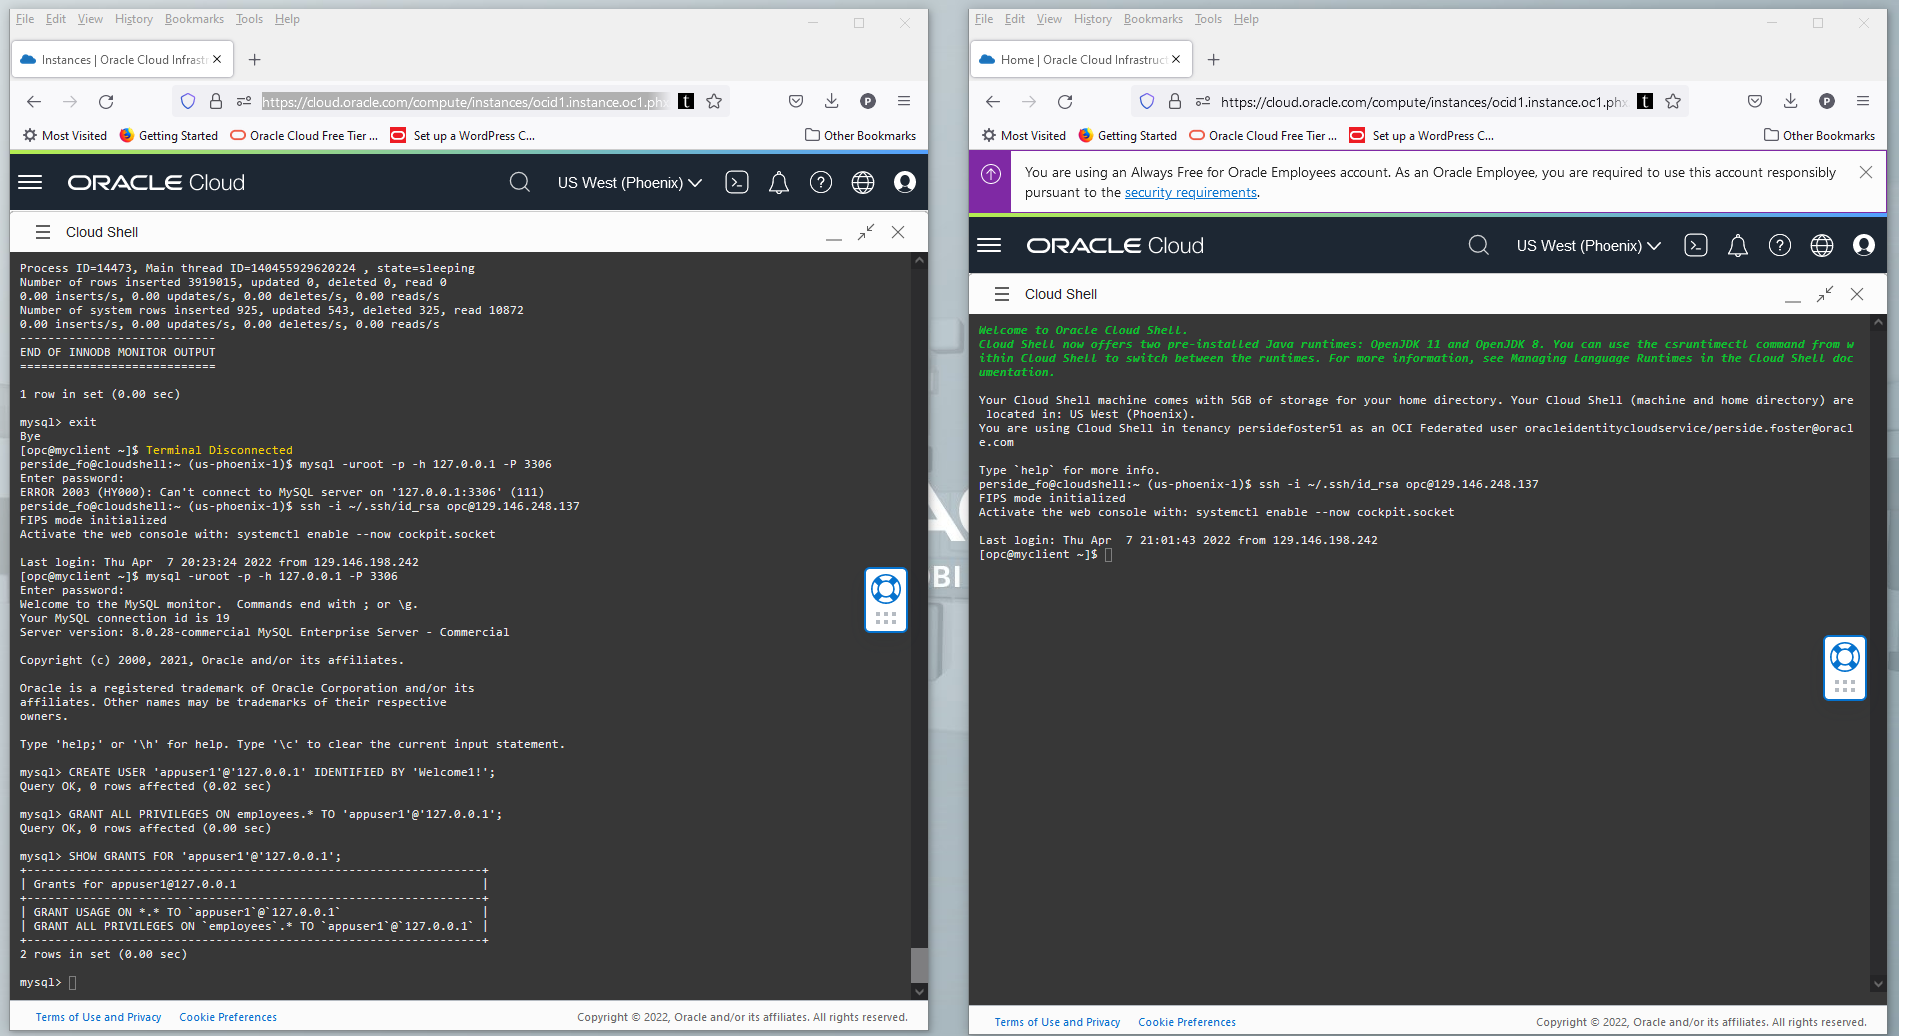 File Edit View History Bookmarks Tools Help
Instances | Oracle Cloud Infrastr
https://cloud.oracle.com/compute/instances/ocid1.instance.oc1.phx
Most Visited Getting Started Oracle Cloud Free Tier ... Set up a WordPress C... Other Bookmarks
ORACLE Cloud US West (Phoenix)
Cloud Shell
Process ID=14473, Main thread ID=140455929620224 , state=sleeping
Number of rows inserted 3919015, updated 0, deleted 0, read 0
0.00 inserts/s, 0.00 updates/s, 0.00 deletes/s, 0.00 reads/s
Number of system rows inserted 925, updated 543, deleted 325, read 10872
0.00 inserts/s, 0.00 updates/s, 0.00 deletes/s, 0.00 reads/s
----------------------------
END OF INNODB MONITOR OUTPUT
============================
1 row in set (0.00 sec)
mysql> exit
Bye
[opc@myclient ~]$ Terminal Disconnected
perside_fo@cloudshell:~ (us-phoenix-1)$ mysql -uroot -p -h 127.0.0.1 -P 3306
Enter password:
ERROR 2003 (HY000): Can't connect to MySQL server on '127.0.0.1:3306' (111)
perside_fo@cloudshell:~ (us-phoenix-1)$ ssh -i ~/.ssh/id_rsa opc@129.146.248.137
FIPS mode initialized
Activate the web console with: systemctl enable --now cockpit.socket
Last login: Thu Apr  7 20:23:24 2022 from 129.146.198.242
[opc@myclient ~]$ mysql -uroot -p -h 127.0.0.1 -P 3306
Enter password:
Welcome to the MySQL monitor.  Commands end with ; or \g.
Your MySQL connection id is 19
Server version: 8.0.28-commercial MySQL Enterprise Server - Commercial
Copyright (c) 2000, 2021, Oracle and/or its affiliates.
Oracle is a registered trademark of Oracle Corporation and/or its
affiliates. Other names may be trademarks of their respective
owners.
Type 'help;' or '\h' for help. Type '\c' to clear the current input statement.
mysql> CREATE USER 'appuser1'@'127.0.0.1' IDENTIFIED BY 'Welcome1!';
Query OK, 0 rows affected (0.02 sec)
mysql> GRANT ALL PRIVILEGES ON employees.* TO 'appuser1'@'127.0.0.1';
Query OK, 0 rows affected (0.00 sec)
mysql> SHOW GRANTS FOR 'appuser1'@'127.0.0.1';
+-----------------------------------------------------------------+
| Grants for appuser1@127.0.0.1                                   |
+-----------------------------------------------------------------+
| GRANT USAGE ON *.* TO `appuser1`@`127.0.0.1`                    |
| GRANT ALL PRIVILEGES ON `employees`.* TO `appuser1`@`127.0.0.1` |
+-----------------------------------------------------------------+
2 rows in set (0.00 sec)
mysql>
Terms of Use and Privacy Cookie Preferences Copyright © 2022, Oracle and/or its affiliates. All rights reserved.
File Edit View History Bookmarks Tools Help
Home | Oracle Cloud Infrastruct
https://cloud.oracle.com/compute/instances/ocid1.instance.oc1.phx
Most Visited Getting Started Oracle Cloud Free Tier ... Set up a WordPress C... Other Bookmarks
You are using an Always Free for Oracle Employees account. As an Oracle Employee, you are required to use this account responsibly
pursuant to the security requirements.
ORACLE Cloud US West (Phoenix)
Cloud Shell
Welcome to Oracle Cloud Shell.
Cloud Shell now offers two pre-installed Java runtimes: OpenJDK 11 and OpenJDK 8. You can use the csruntimectl command from w
ithin Cloud Shell to switch between the runtimes. For more information, see Managing Language Runtimes in the Cloud Shell doc
umentation.
Your Cloud Shell machine comes with 5GB of storage for your home directory. Your Cloud Shell (machine and home directory) are
located in: US West (Phoenix).
You are using Cloud Shell in tenancy persidefoster51 as an OCI Federated user oracleidentitycloudservice/perside.foster@oracl
e.com
Type `help` for more info.
perside_fo@cloudshell:~ (us-phoenix-1)$ ssh -i ~/.ssh/id_rsa opc@129.146.248.137
FIPS mode initialized
Activate the web console with: systemctl enable --now cockpit.socket
Last login: Thu Apr  7 21:01:43 2022 from 129.146.198.242
[opc@myclient ~]$
Terms of Use and Privacy Cookie Preferences Copyright © 2022, Oracle and/or its affiliates. All rights reserved.